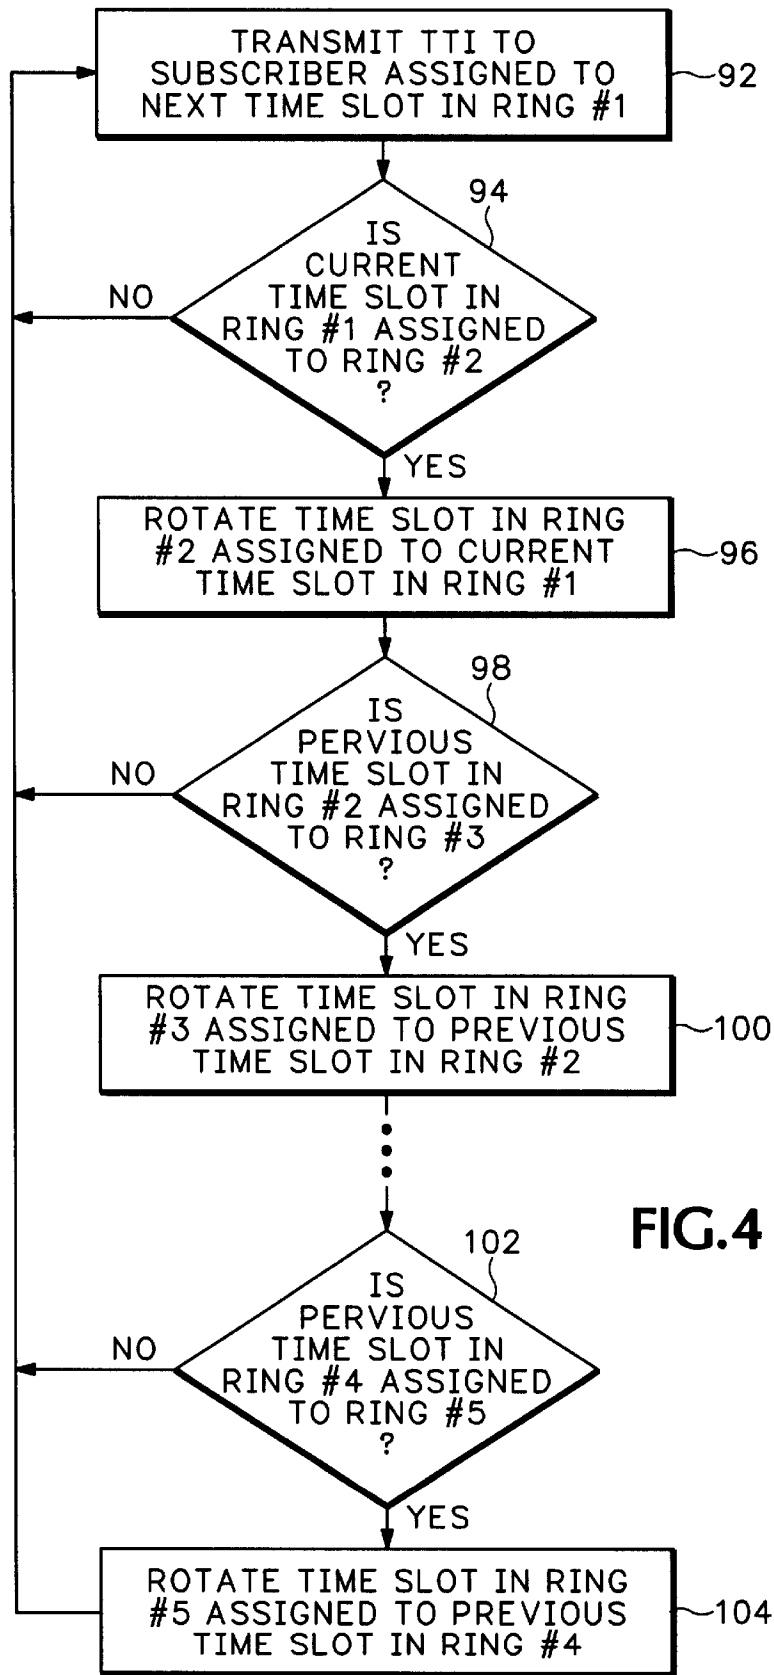 TRANSMIT TTI TO
SUBSCRIBER ASSIGNED TO
NEXT TIME SLOT IN RING #1
92
94
IS
CURRENT
TIME SLOT IN
RING #1 ASSIGNED
TO RING #2
?
NO
YES
ROTATE TIME SLOT IN RING
#2 ASSIGNED TO CURRENT
TIME SLOT IN RING #1
96
98
IS
PERVIOUS
TIME SLOT IN
RING #2 ASSIGNED
TO RING #3
?
NO
YES
ROTATE TIME SLOT IN RING
#3 ASSIGNED TO PREVIOUS
TIME SLOT IN RING #2
100
FIG.4
102
IS
PERVIOUS
TIME SLOT IN
RING #4 ASSIGNED
TO RING #5
?
NO
YES
ROTATE TIME SLOT IN RING
#5 ASSIGNED TO PREVIOUS
TIME SLOT IN RING #4
104